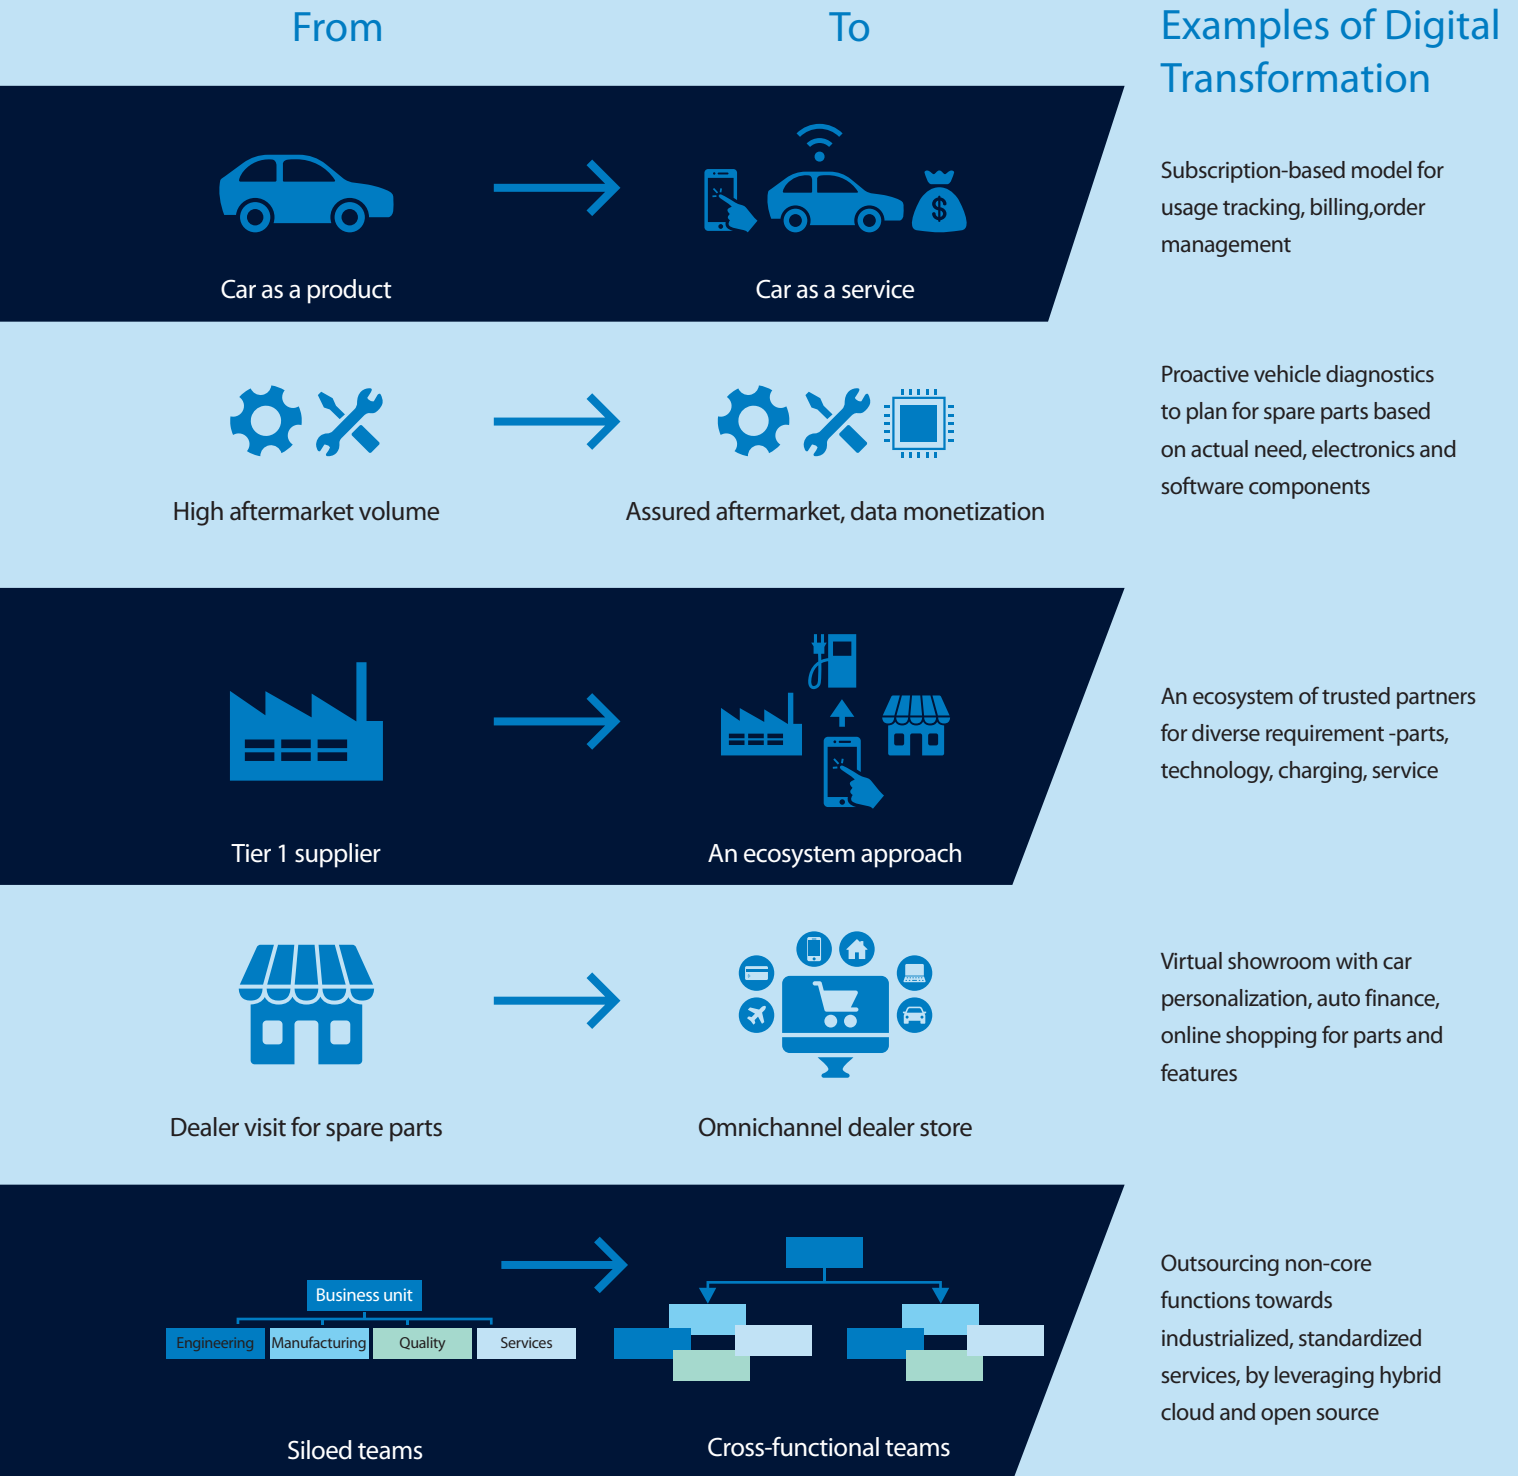 From
To
Examples of Digital
Transformation
Car as a product
Car as a service
Subscription-based model for
usage tracking, billing,order
management
$
High aftermarket volume
Assured aftermarket, data monetization
Proactive vehicle diagnostics
to plan for spare parts based
on actual need, electronics and
software components
Tier 1 supplier
An ecosystem approach
An ecosystem of trusted partners
for diverse requirement -parts,
technology, charging, service
Dealer visit for spare parts
Omnichannel dealer store
Virtual showroom with car
personalization, auto finance,
online shopping for parts and
features
Business unit
Engineering
Manufacturing
Quality
Services
Siloed teams
Cross-functional teams
Outsourcing non-core
functions towards
industrialized, standardized
services, by leveraging hybrid
cloud and open source